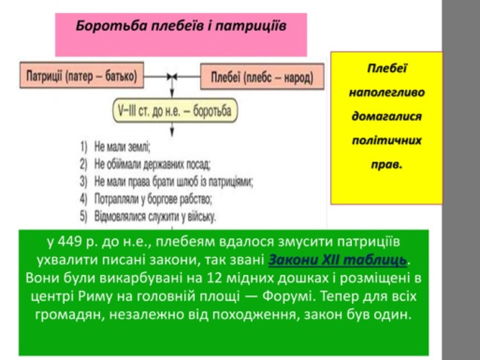 Боротьба плебеїв і патриціїв
Патриції (патер – батько)
Плебеї (плебс – народ)
V–III ст. до н.е. – боротьба
1) Не мали землі;
2) Не обіймали державних посад;
3) Не мали права брати шлюб із патриціями;
4) Потрапляли у боргове рабство;
5) Відмовлялися служити у війську.
Плебеї
наполегливо
домагалися
політичних
прав.
у 449 р. до н.е., плебеям вдалося змусити патриціїв
ухвалити писані закони, так звані Закони XII таблиць.
Вони були викарбувані на 12 мідних дошках і розміщені в
центрі Риму на головній площі — Форумі. Тепер для всіх
громадян, незалежно від походження, закон був один.